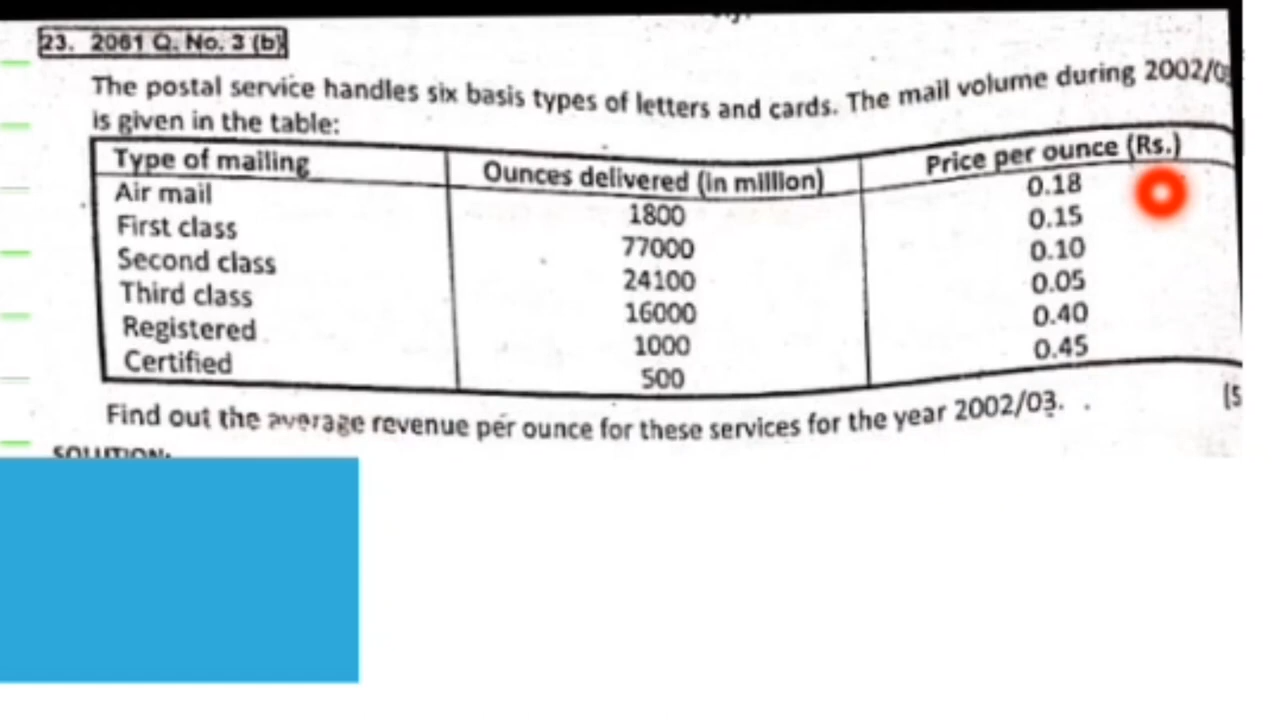 23. 2061 Q. No. 3 (b)
The postal service handles six basis types of letters and cards. The mail volume during 2002/0
is given in the table:
Type of mailing Ounces delivered (in million) Price per ounce (Rs.)
Air mail 1800 0.18
First class 77000 0.15
Second class 24100 0.10
Third class 16000 0.05
Registered 1000 0.40
Certified 500 0.45
Find out the average revenue per ounce for these services for the year 2002/03.
(5